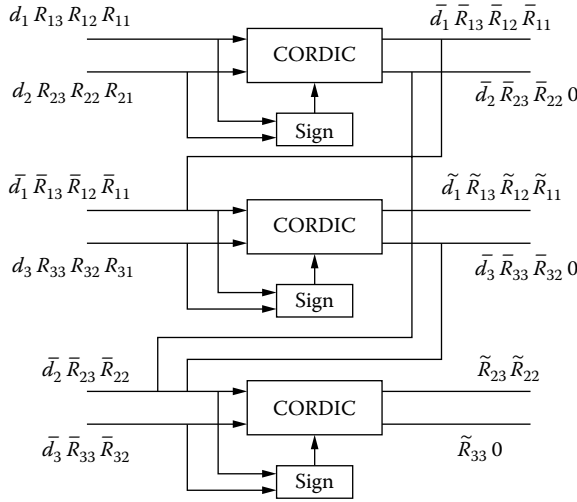 d₁ R₁₃ R₁₂ R₁₁
d̄₁ R̄₁₃ R̄₁₂ R̄₁₁
CORDIC
d₂ R₂₃ R₂₂ R₂₁
d̄₂ R̄₂₃ R̄₂₂ 0
Sign
d̄₁ R̄₁₃ R̄₁₂ R̄₁₁
d̃₁ R̃₁₃ R̃₁₂ R̃₁₁
CORDIC
d₃ R₃₃ R₃₂ R₃₁
d̄₃ R̄₃₃ R̄₃₂ 0
Sign
d̄₂ R̄₂₃ R̄₂₂
R̃₂₃ R̃₂₂
CORDIC
d̄₃ R̄₃₃ R̄₃₂
R̃₃₃ 0
Sign